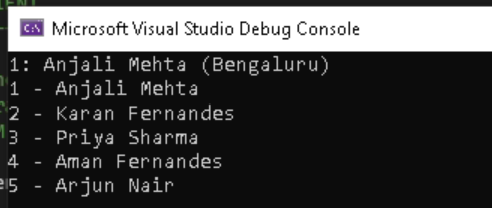 Microsoft Visual Studio Debug Console
1: Anjali Mehta (Bengaluru)
1 - Anjali Mehta
2 - Karan Fernandes
3 - Priya Sharma
4 - Aman Fernandes
5 - Arjun Nair